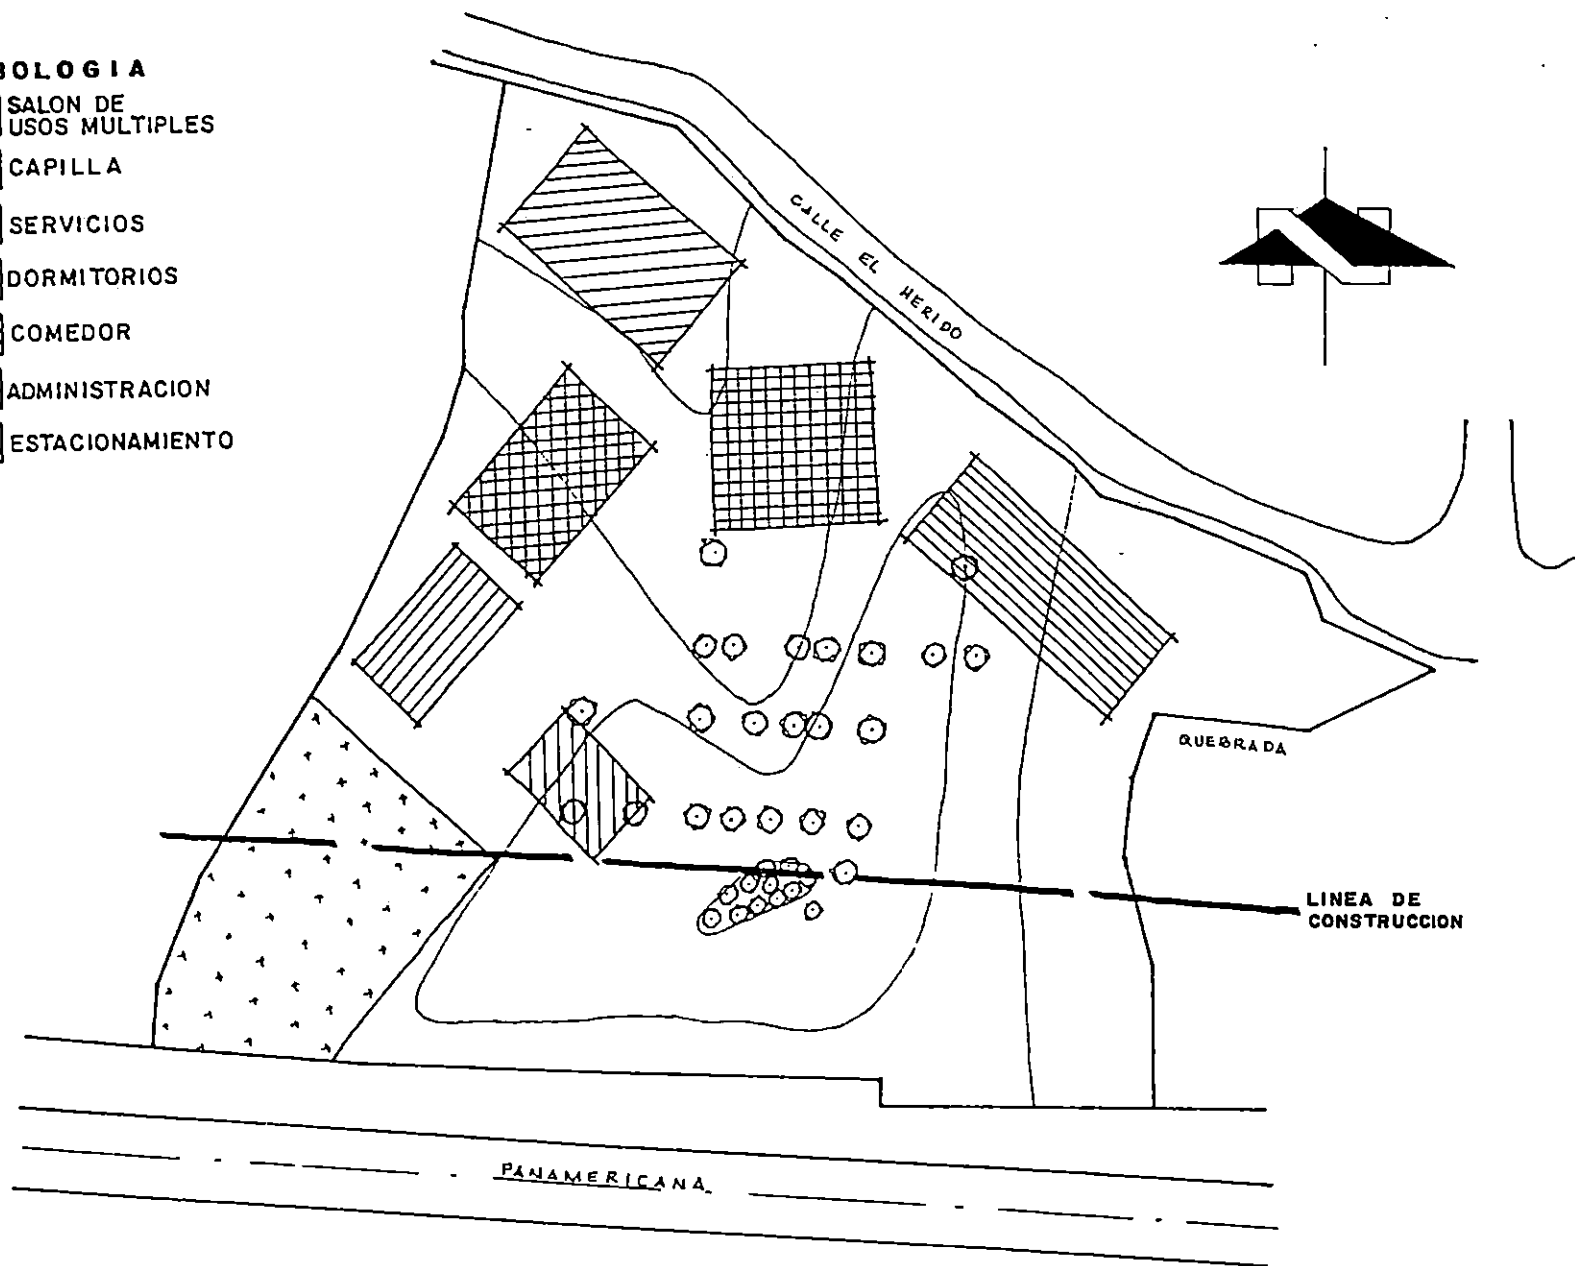 BOLOGIA
SALON DE
USOS MULTIPLES
CAPILLA
SERVICIOS
DORMITORIOS
COMEDOR
ADMINISTRACION
ESTACIONAMIENTO
CALLE EL HERIDO
QUEBRADA
LINEA DE
CONSTRUCCION
PANAMERICANA